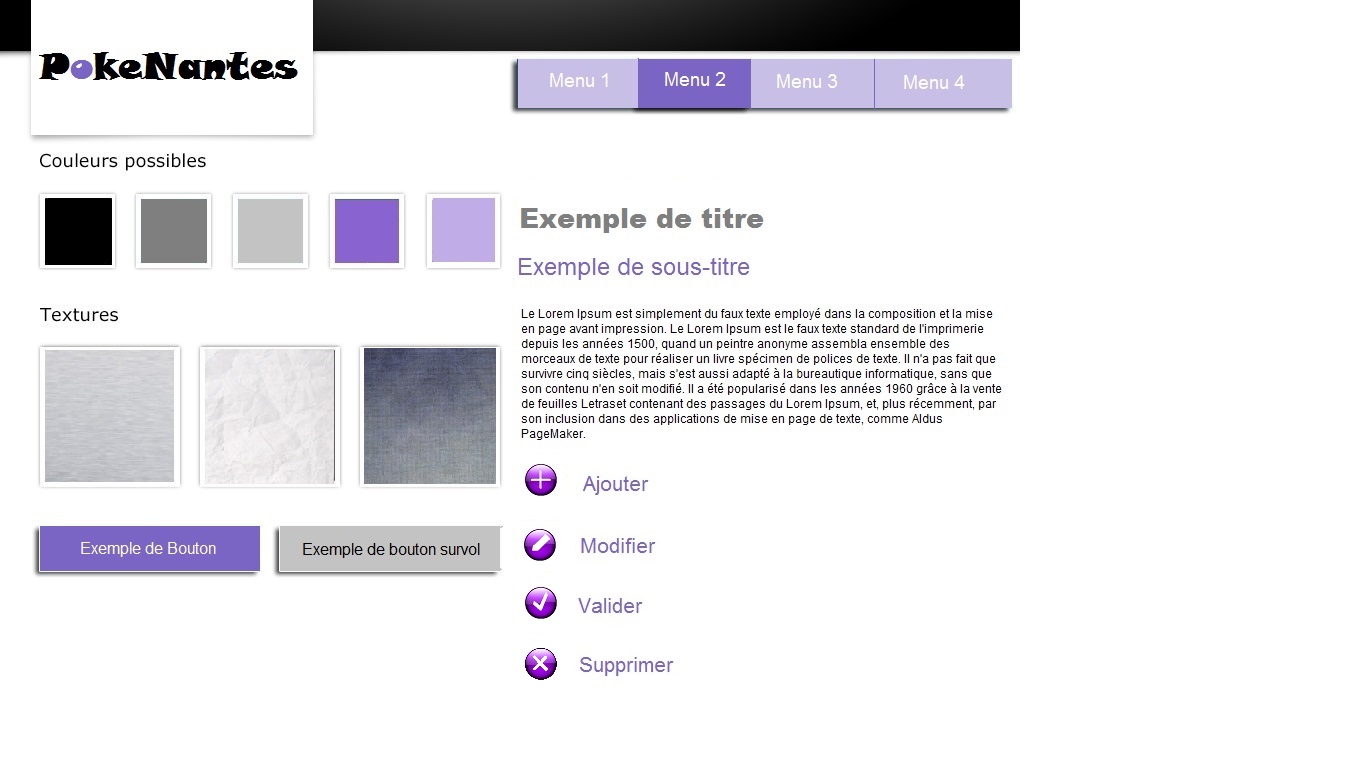 PokeNantes
Menu 1
Menu 2
Menu 3
Menu 4
Couleurs possibles
Textures
Exemple de Bouton
Exemple de bouton survol
Exemple de titre
Exemple de sous-titre
Le Lorem Ipsum est simplement du faux texte employé dans la composition et la mise
en page avant impression. Le Lorem Ipsum est le faux texte standard de l'imprimerie
depuis les années 1500, quand un peintre anonyme assembla ensemble des
morceaux de texte pour réaliser un livre spécimen de polices de texte. Il n'a pas fait que
survivre cinq siècles, mais s'est aussi adapté à la bureautique informatique, sans que
son contenu n'en soit modifié. Il a été popularisé dans les années 1960 grâce à la vente
de feuilles Letraset contenant des passages du Lorem Ipsum, et, plus récemment, par
son inclusion dans des applications de mise en page de texte, comme Aldus
PageMaker.
Ajouter
Modifier
Valider
Supprimer